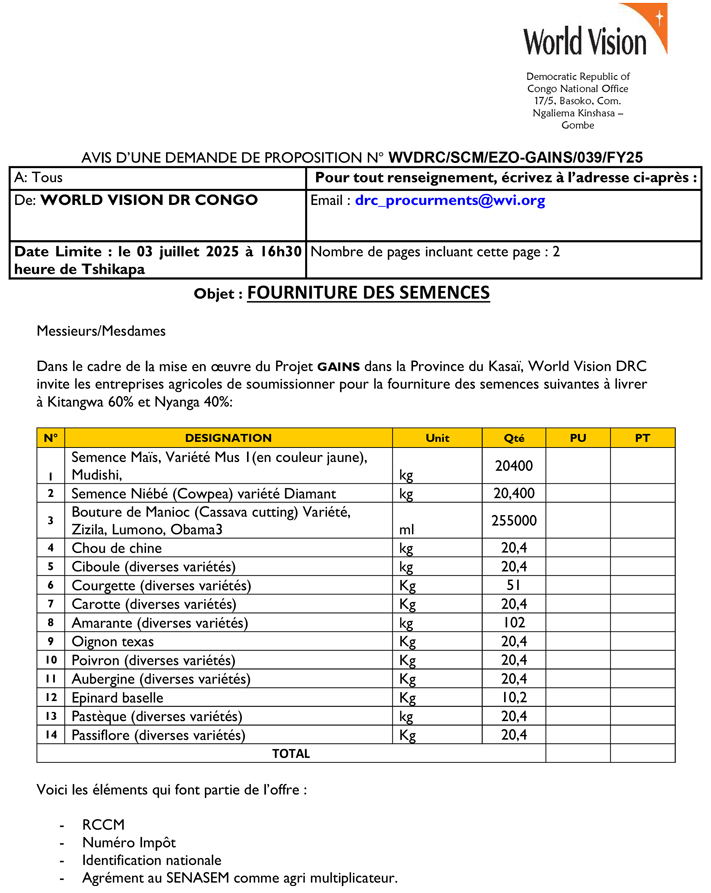 World Vision
Democratic Republic of
Congo National Office
17/5, Basoko, Com.
Ngaliema Kinshasa –
Gombe
AVIS D'UNE DEMANDE DE PROPOSITION N° WVDRC/SCM/EZO-GAINS/039/FY25
A: Tous
Pour tout renseignement, écrivez à l'adresse ci-après :
De: WORLD VISION DR CONGO
Email : drc_procurments@wvi.org
Date Limite : le 03 juillet 2025 à 16h30
heure de Tshikapa
Nombre de pages incluant cette page : 2
Objet : FOURNITURE DES SEMENCES
Messieurs/Mesdames
Dans le cadre de la mise en œuvre du Projet GAINS dans la Province du Kasaï, World Vision DRC
invite les entreprises agricoles de soumissionner pour la fourniture des semences suivantes à livrer
à Kitangwa 60% et Nyanga 40%:
N° DESIGNATION Unit Qté PU PT
1 Semence Maïs, Variété Mus 1(en couleur jaune),
Mudishi, kg 20400
2 Semence Niébé (Cowpea) variété Diamant kg 20,400
3 Bouture de Manioc (Cassava cutting) Variété,
Zizila, Lumono, Obama3 ml 255000
4 Chou de chine kg 20,4
5 Ciboule (diverses variétés) kg 20,4
6 Courgette (diverses variétés) Kg 51
7 Carotte (diverses variétés) Kg 20,4
8 Amarante (diverses variétés) kg 102
9 Oignon texas Kg 20,4
10 Poivron (diverses variétés) Kg 20,4
11 Aubergine (diverses variétés) Kg 20,4
12 Epinard baselle Kg 10,2
13 Pastèque (diverses variétés) kg 20,4
14 Passiflore (diverses variétés) Kg 20,4
TOTAL
Voici les éléments qui font partie de l'offre :
- RCCM
- Numéro Impôt
- Identification nationale
- Agrément au SENASEM comme agri multiplicateur.